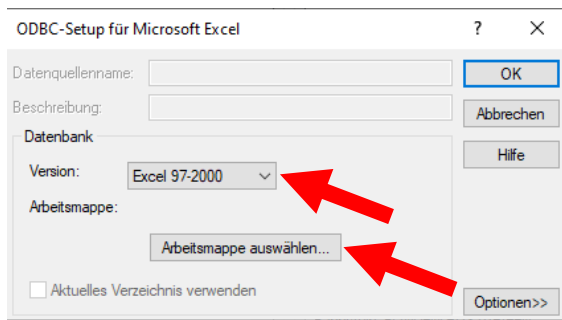 ODBC-Setup für Microsoft Excel ? ×
Datenquellenname: OK
Beschreibung: Abbrechen
Datenbank
Version: Excel 97-2000 Hilfe
Arbeitsmappe:
Arbeitsmappe auswählen...
Aktuelles Verzeichnis verwenden Optionen>>